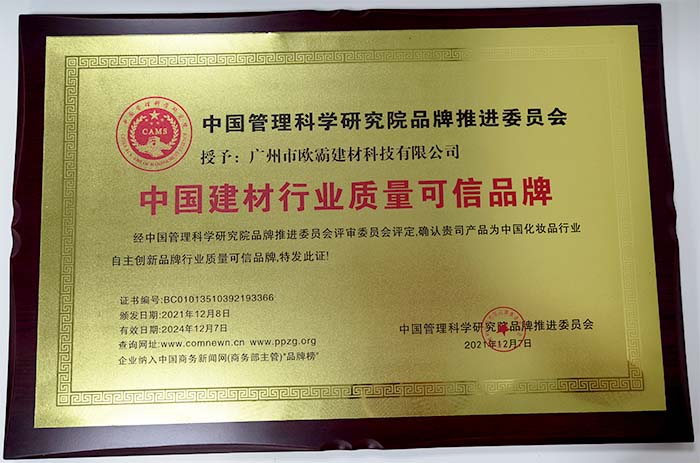 CAMS
中国管理科学研究院品牌推进委员会
授予：广州市欧霸建材科技有限公司
中国建材行业质量可信品牌
经中国管理科学研究院品牌推进委员会评审委员会评定,确认贵司产品为中国化妆品行业
自主创新品牌行业质量可信品牌,特发此证!
证书编号:BC01013510392193366
颁发日期:2021年12月8日
有效日期:2024年12月7日
查询网址:www.comnewn.cn www.ppzg.org
企业纳入中国商务新闻网(商务部主管)"品牌榜"
中国管理科学研究院品牌推进委员会
2021年12月7日